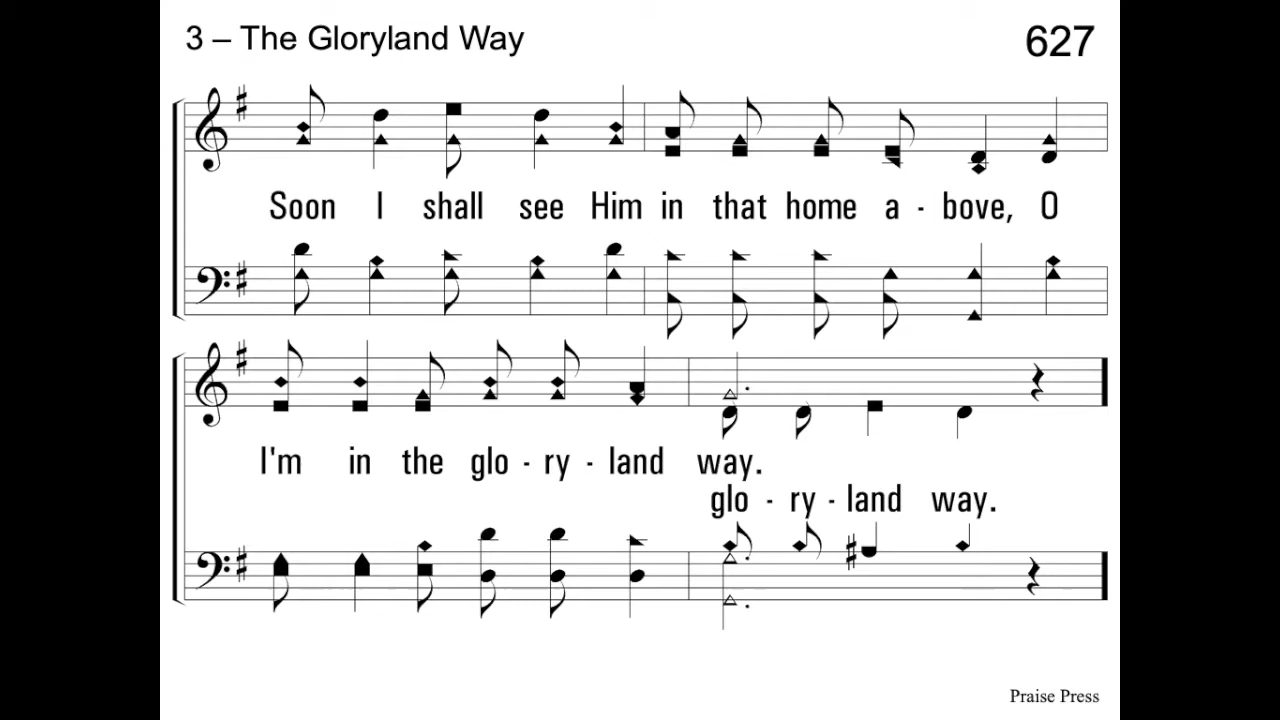 3 – The Gloryland Way
627
Soon I shall see Him in that home a - bove, O
I'm in the glo - ry - land way.
glo - ry - land way.
Praise Press